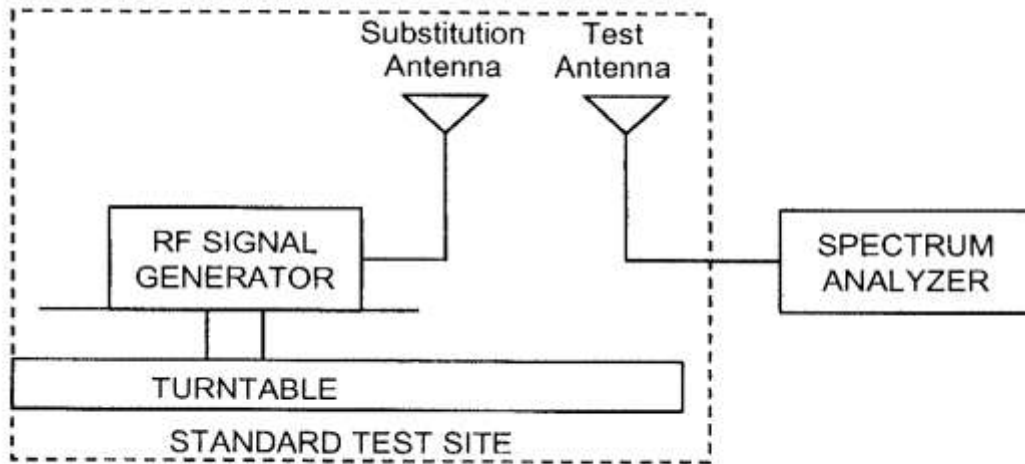 Substitution
Antenna
Test
Antenna
RF SIGNAL
GENERATOR
SPECTRUM
ANALYZER
TURNTABLE
STANDARD TEST SITE